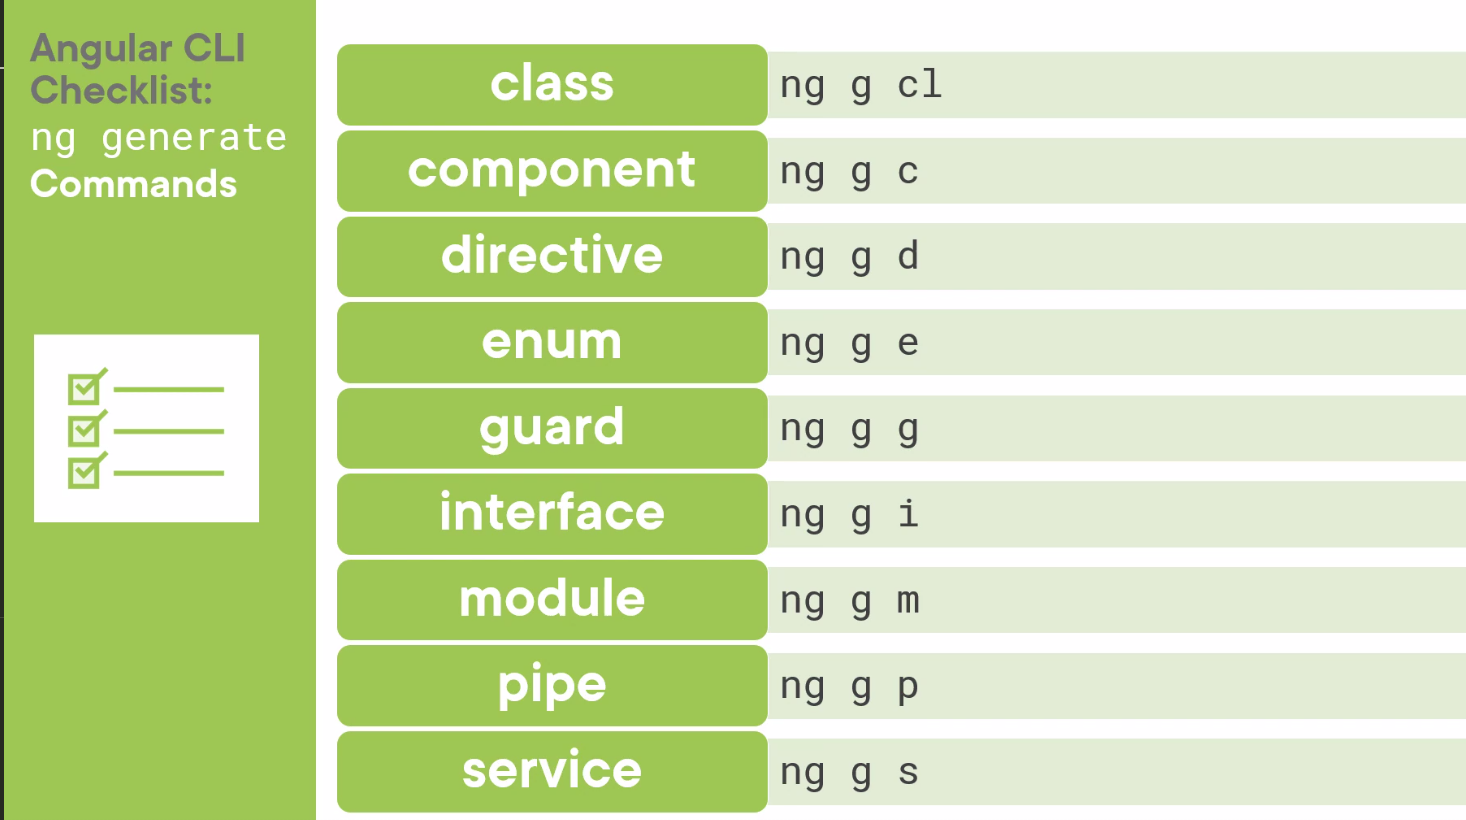 Angular CLI
Checklist:
ng generate
Commands
class ng g cl
component ng g c
directive ng g d
enum ng g e
guard ng g g
interface ng g i
module ng g m
pipe ng g p
service ng g s